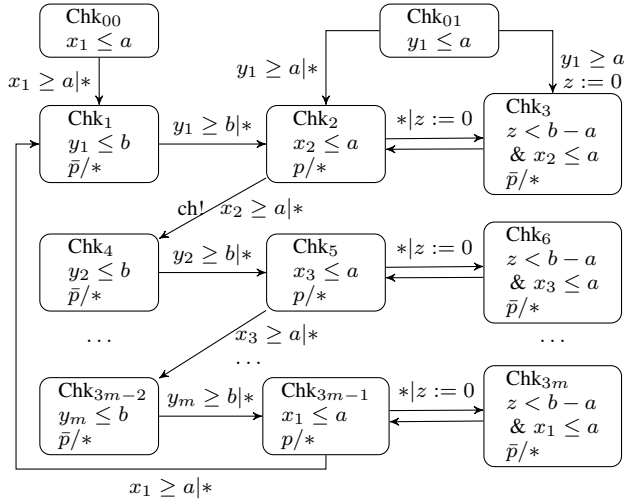 Chk₀₀
x₁ ≤ a
Chk₀₁
y₁ ≤ a
x₁ ≥ a|*
y₁ ≥ a|*
y₁ ≥ a
z := 0
Chk₁
y₁ ≤ b
p̄/*
y₁ ≥ b|*
Chk₂
x₂ ≤ a
p/*
*|z := 0
Chk₃
z < b − a
& x₂ ≤ a
p̄/*
ch! x₂ ≥ a|*
Chk₄
y₂ ≤ b
p̄/*
y₂ ≥ b|*
Chk₅
x₃ ≤ a
p/*
*|z := 0
Chk₆
z < b − a
& x₃ ≤ a
p̄/*
...
x₃ ≥ a|*
...
...
Chk₃ₘ₋₂
yₘ ≤ b
p̄/*
yₘ ≥ b|*
Chk₃ₘ₋₁
x₁ ≤ a
p/*
*|z := 0
Chk₃ₘ
z < b − a
& x₁ ≤ a
p̄/*
x₁ ≥ a|*